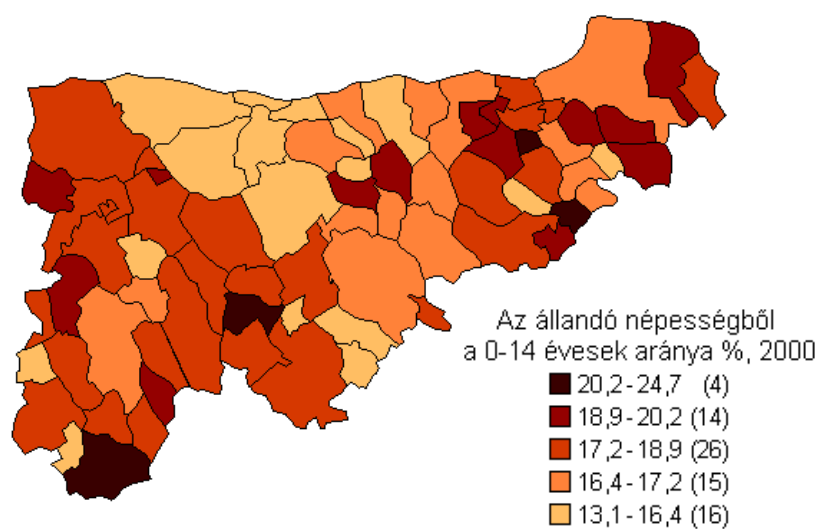 Az állandó népességből
a 0-14 évesek aránya %, 2000
20,2-24,7 (4)
18,9-20,2 (14)
17,2-18,9 (26)
16,4-17,2 (15)
13,1-16,4 (16)